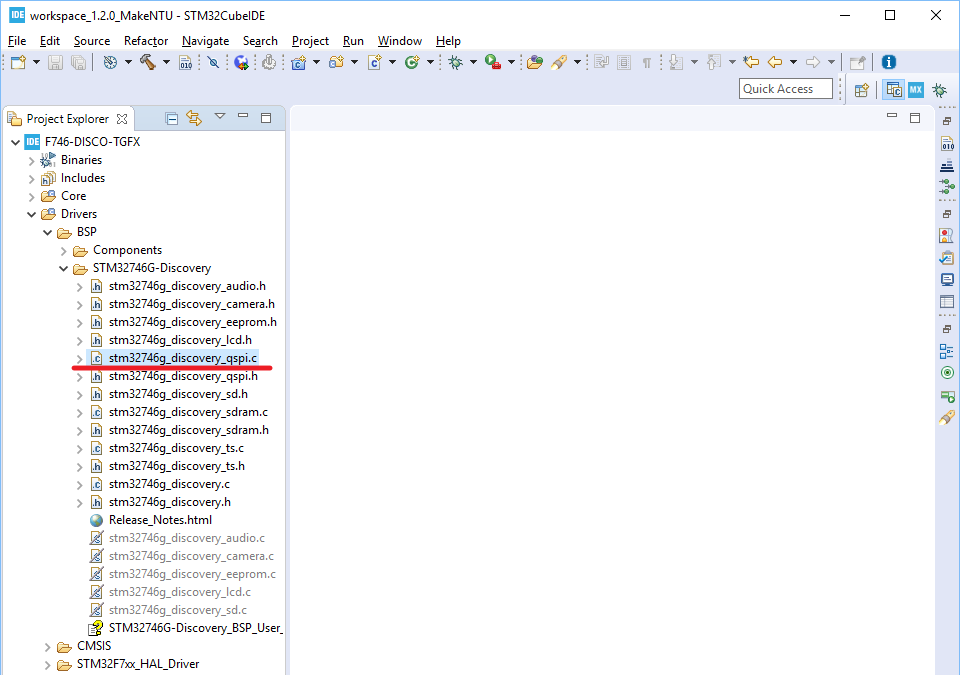 IDE workspace_1.2.0_MakeNTU - STM32CubeIDE
File Edit Source Refactor Navigate Search Project Run Window Help
010
Quick Access
MX
Project Explorer
IDE F746-DISCO-TGFX
Binaries
Includes
Core
Drivers
BSP
Components
STM32746G-Discovery
.h stm32746g_discovery_audio.h
.h stm32746g_discovery_camera.h
.h stm32746g_discovery_eeprom.h
.h stm32746g_discovery_lcd.h
.c stm32746g_discovery_qspi.c
.h stm32746g_discovery_qspi.h
.h stm32746g_discovery_sd.h
.c stm32746g_discovery_sdram.c
.h stm32746g_discovery_sdram.h
.c stm32746g_discovery_ts.c
.h stm32746g_discovery_ts.h
.c stm32746g_discovery.c
.h stm32746g_discovery.h
Release_Notes.html
stm32746g_discovery_audio.c
stm32746g_discovery_camera.c
stm32746g_discovery_eeprom.c
stm32746g_discovery_lcd.c
stm32746g_discovery_sd.c
STM32746G-Discovery_BSP_User_
CMSIS
STM32F7xx_HAL_Driver
010